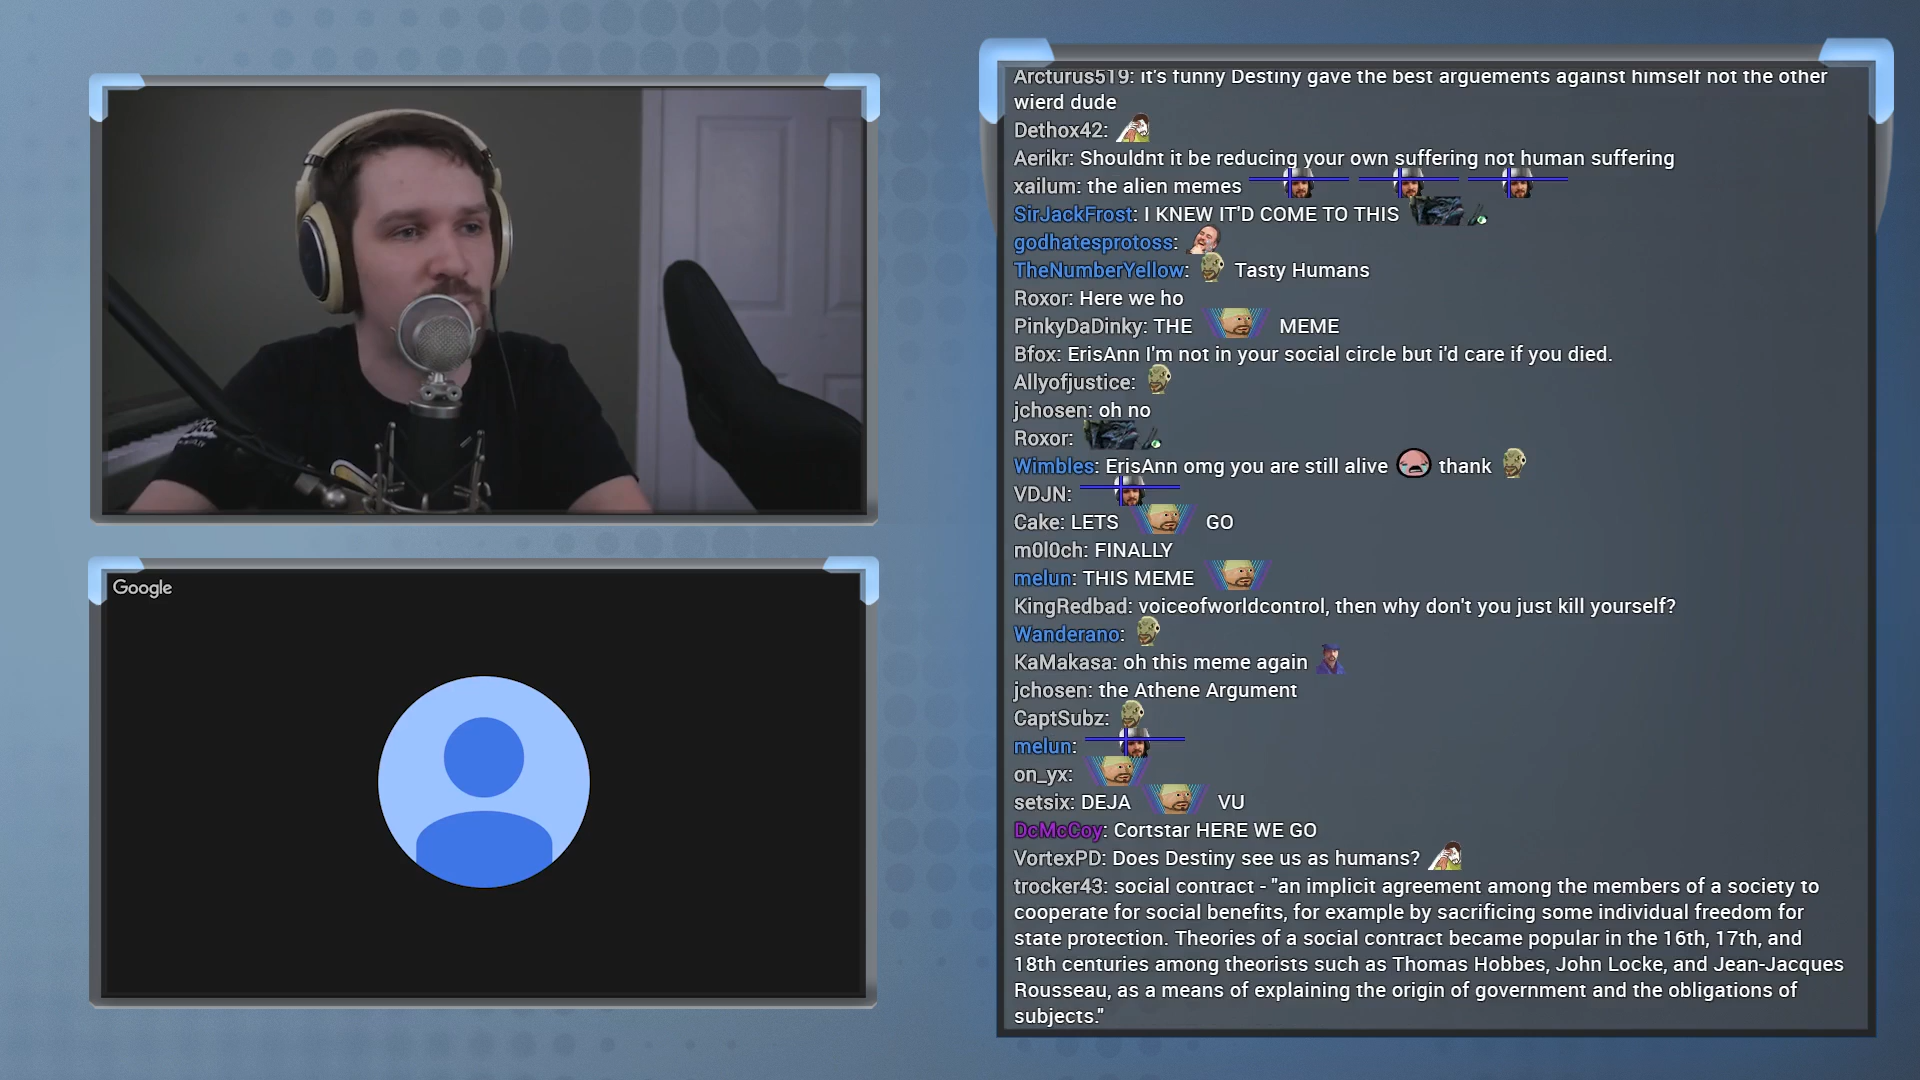 Google
Arcturus519: it's funny Destiny gave the best arguements against himself not the other
wierd dude
Dethox42:
Aerikr: Shouldnt it be reducing your own suffering not human suffering
xailum: the alien memes
SirJackFrost: I KNEW IT'D COME TO THIS
godhatesprotoss:
TheNumberYellow: Tasty Humans
Roxor: Here we ho
PinkyDaDinky: THE MEME
Bfox: ErisAnn I'm not in your social circle but i'd care if you died.
Allyofjustice:
jchosen: oh no
Roxor:
Wimbles: ErisAnn omg you are still alive thank
VDJN:
Cake: LETS GO
m0l0ch: FINALLY
melun: THIS MEME
KingRedbad: voiceofworldcontrol, then why don't you just kill yourself?
Wanderano:
KaMakasa: oh this meme again
jchosen: the Athene Argument
CaptSubz:
melun:
on_yx:
setsix: DEJA VU
DcMcCoy: Cortstar HERE WE GO
VortexPD: Does Destiny see us as humans?
trocker43: social contract - "an implicit agreement among the members of a society to
cooperate for social benefits, for example by sacrificing some individual freedom for
state protection. Theories of a social contract became popular in the 16th, 17th, and
18th centuries among theorists such as Thomas Hobbes, John Locke, and Jean-Jacques
Rousseau, as a means of explaining the origin of government and the obligations of
subjects."